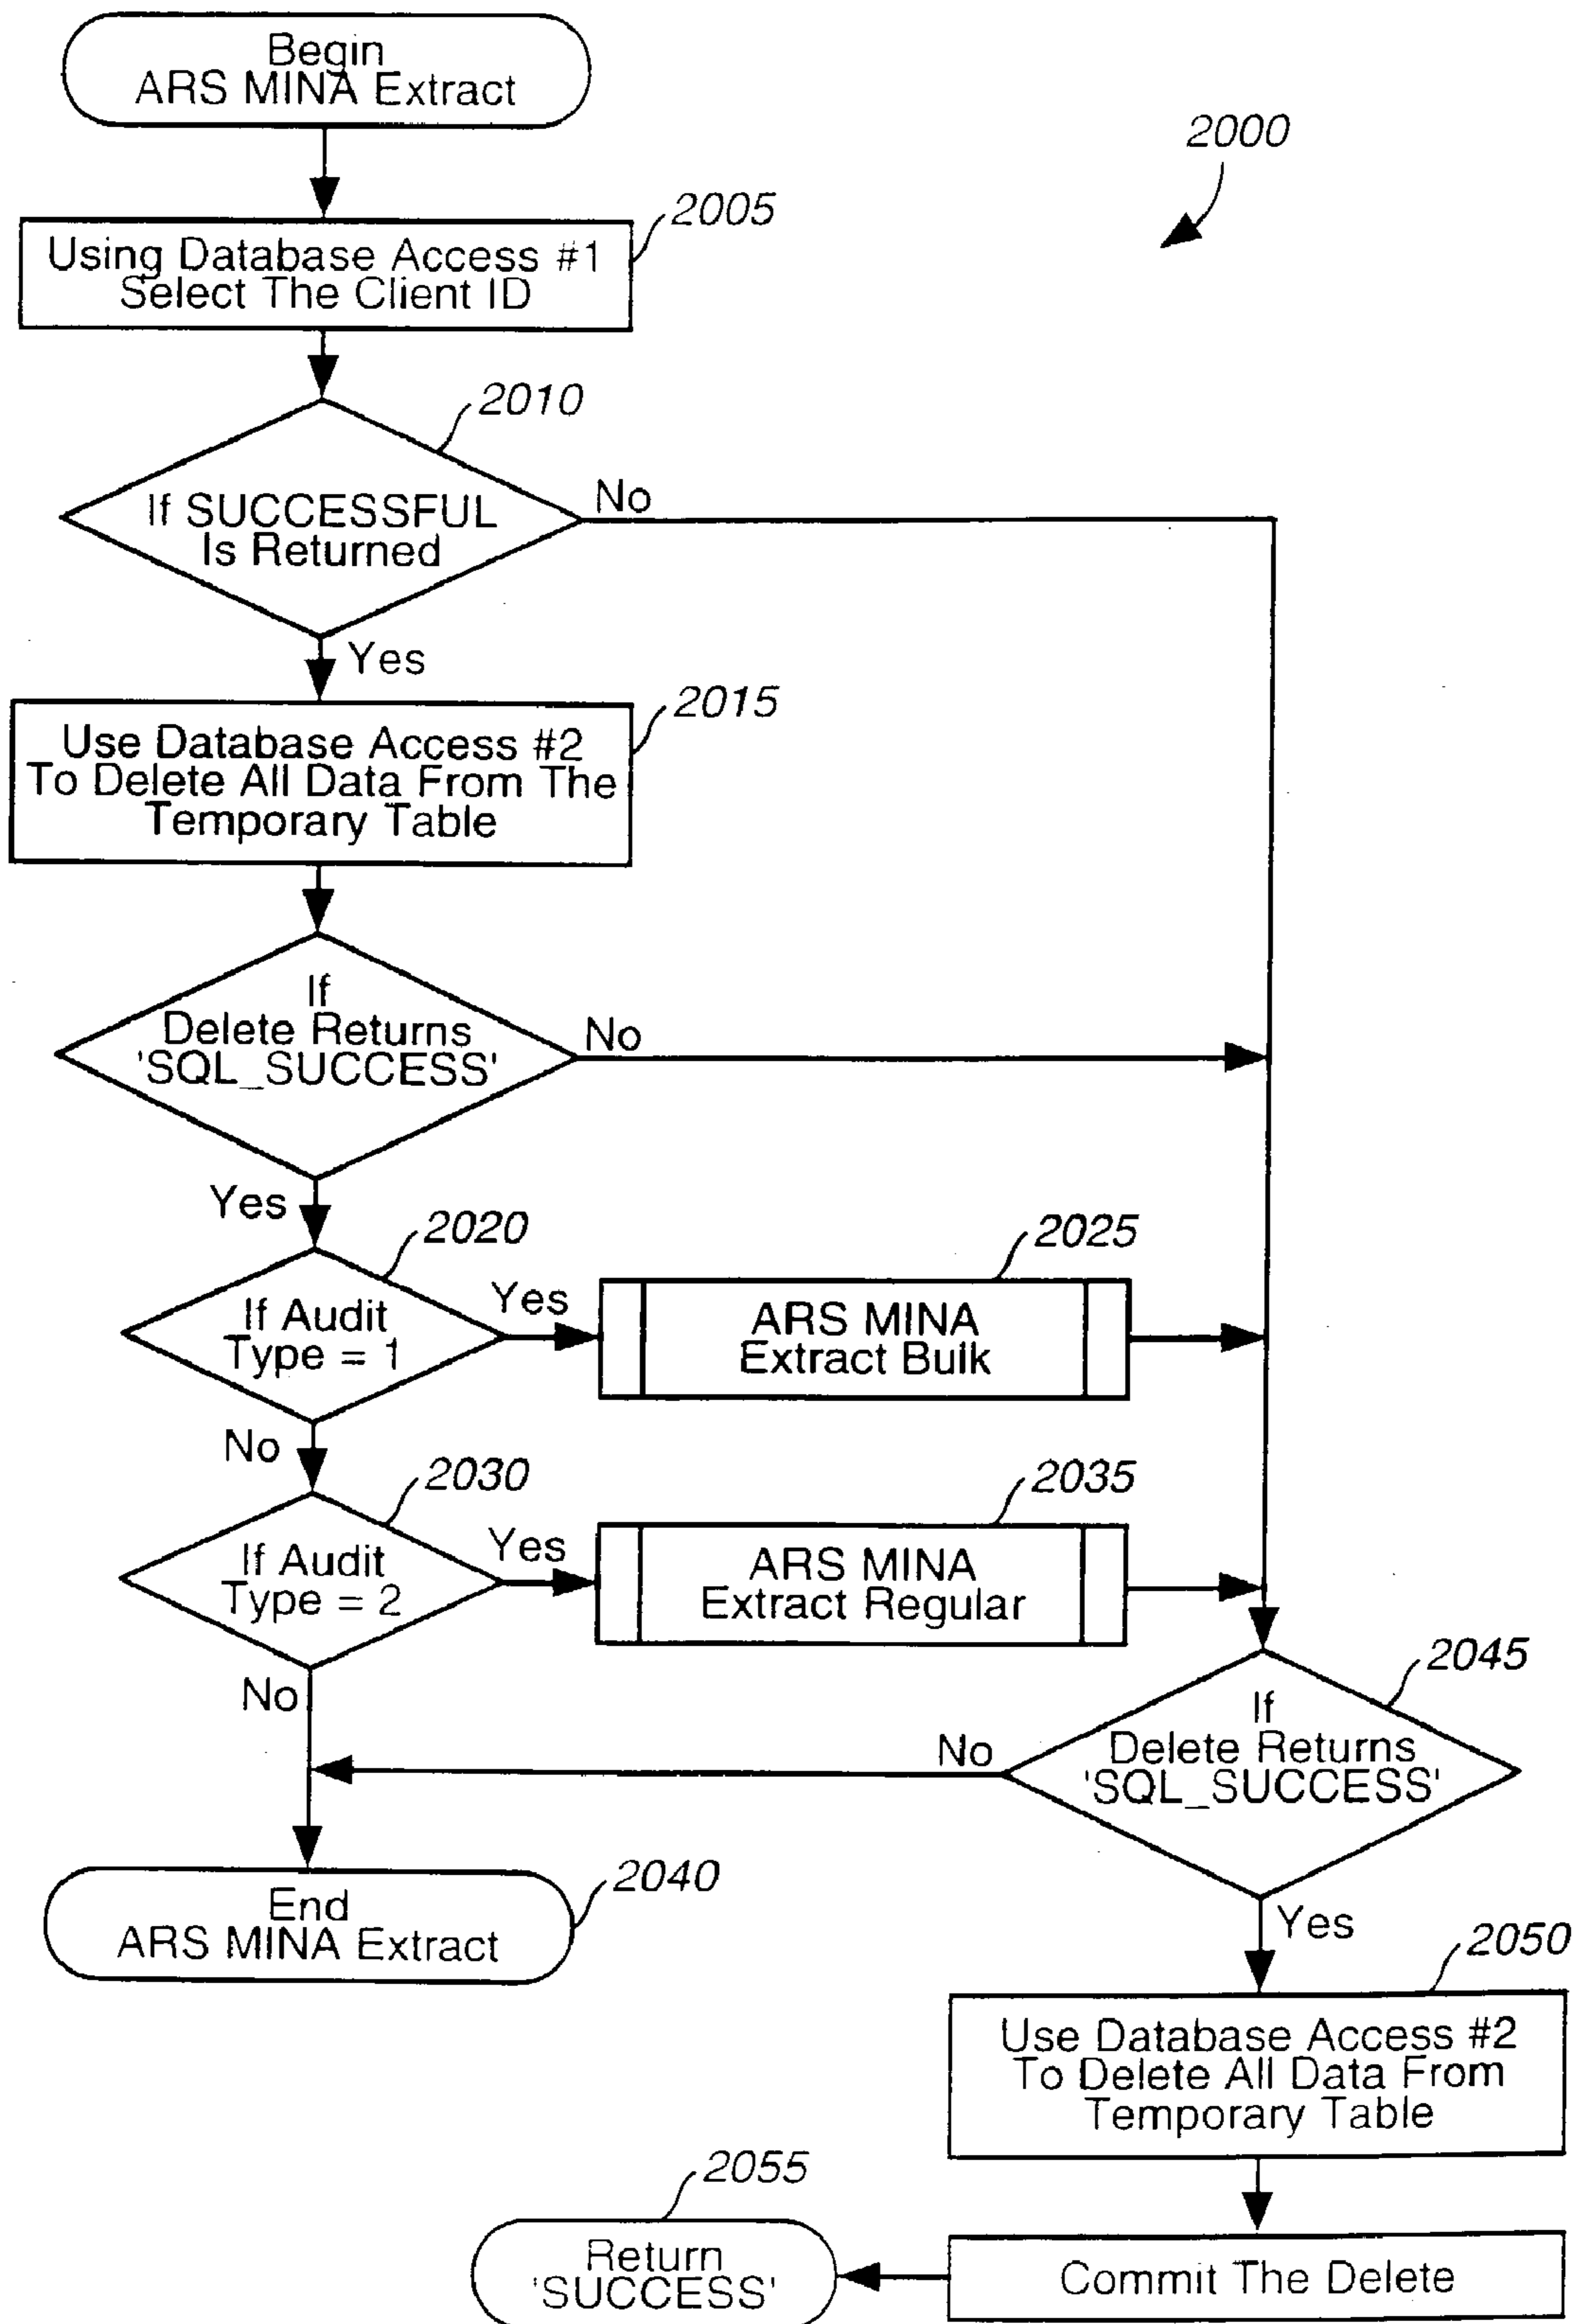 Begin
ARS MINA Extract
2000
2005
Using Database Access #1
Select The Client ID
2010
If SUCCESSFUL
Is Returned
No
Yes
2015
Use Database Access #2
To Delete All Data From The
Temporary Table
If
Delete Returns
'SQL_SUCCESS'
No
Yes
2020
If Audit
Type = 1
Yes
2025
ARS MINA
Extract Bulk
No
2030
If Audit
Type = 2
Yes
2035
ARS MINA
Extract Regular
No
2045
If
Delete Returns
'SQL_SUCCESS'
No
2040
End
ARS MINA Extract
Yes
2050
Use Database Access #2
To Delete All Data From
Temporary Table
2055
Return
'SUCCESS'
Commit The Delete